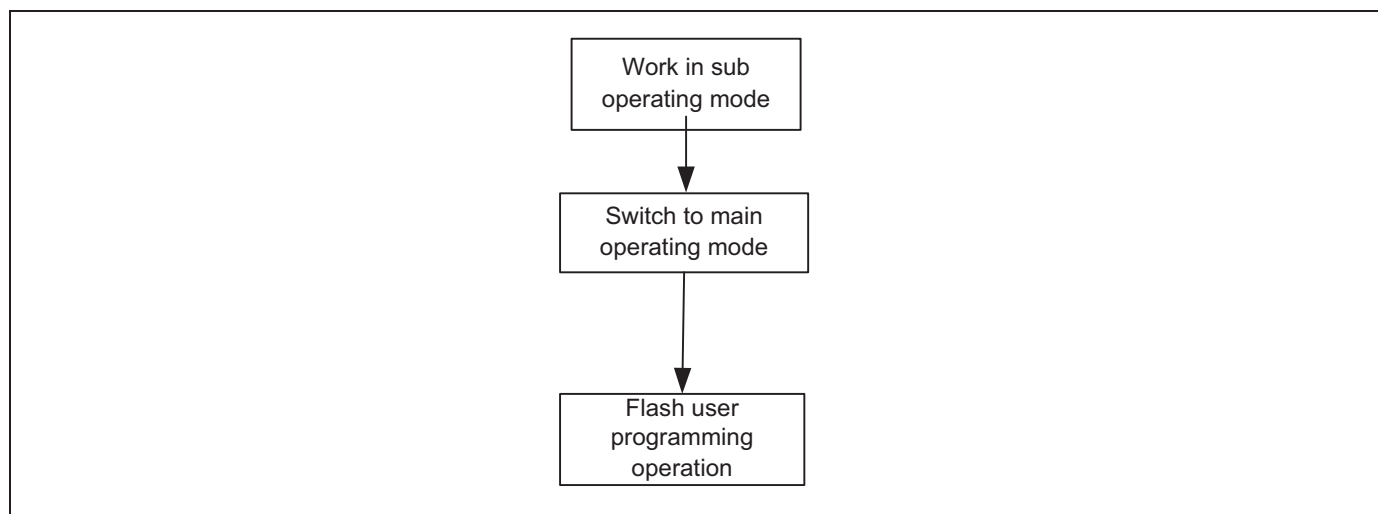 Work in sub
operating mode
Switch to main
operating mode
Flash user
programming
operation